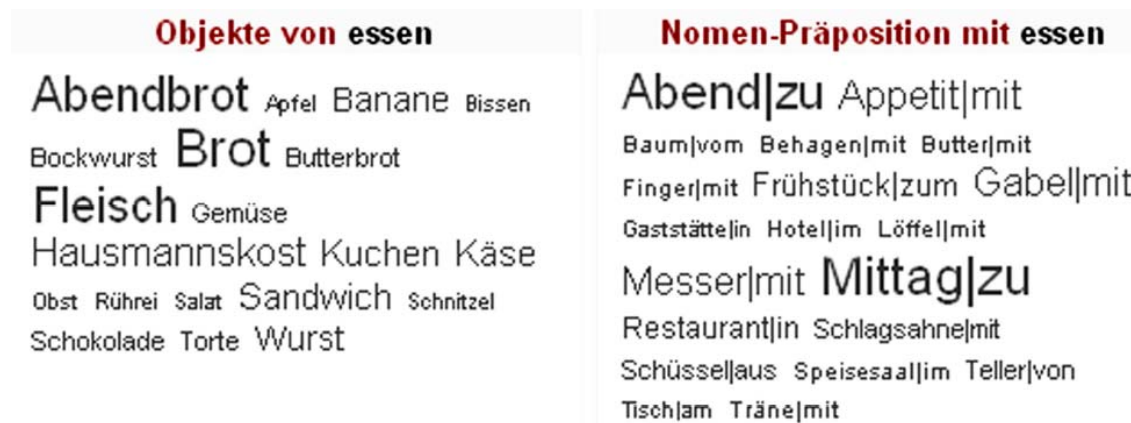 Objekte von essen
Abendbrot Apfel Banane Bissen
Bockwurst Brot Butterbrot
Fleisch Gemüse
Hausmannskost Kuchen Käse
Obst Rührei Salat Sandwich Schnitzel
Schokolade Torte Wurst
Nomen-Präposition mit essen
Abend|zu Appetit|mit
Baum|vom Behagen|mit Butter|mit
Finger|mit Frühstück|zum Gabel|mit
Gaststätte|in Hotel|im Löffel|mit
Messer|mit Mittag|zu
Restaurant|in Schlagsahne|mit
Schüssel|aus Speisesaal|im Teller|von
Tisch|am Träne|mit